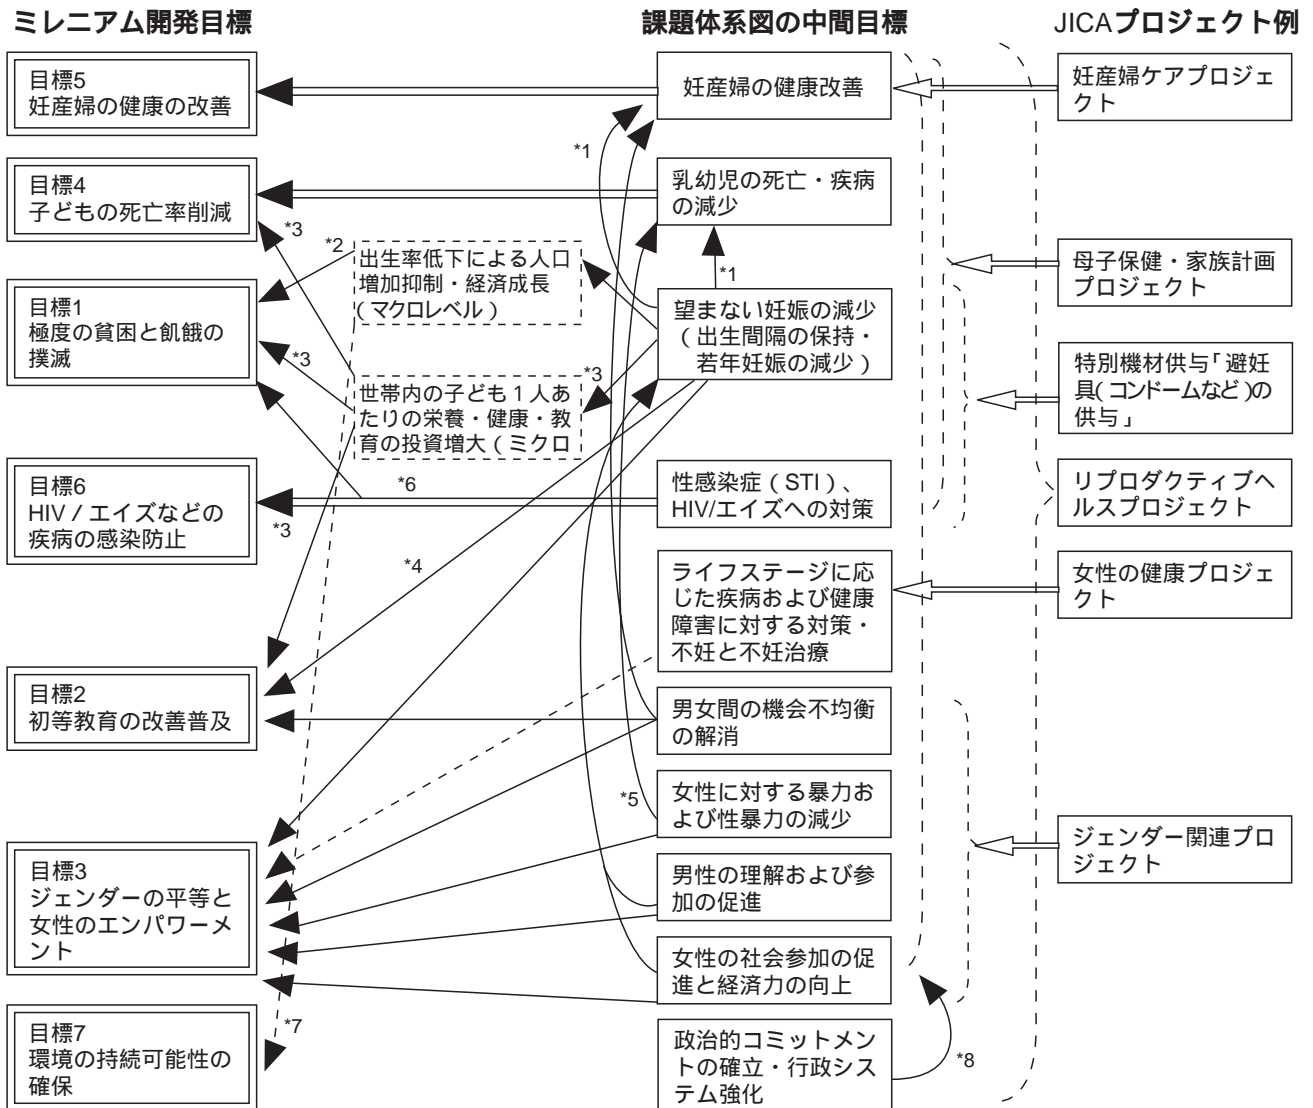 ミレニアム開発目標
課題体系図の中間目標
JICAプロジェクト例
目標5
妊産婦の健康の改善
妊産婦の健康改善
妊産婦ケアプロジェ
クト
*1
目標4
子どもの死亡率削減
乳幼児の死亡・疾病
の減少
*3
*2
出生率低下による人口
増加抑制・経済成長
(マクロレベル)
*1
母子保健・家族計画
プロジェクト
目標1
極度の貧困と飢餓の
撲滅
望まない妊娠の減少
(出生間隔の保持・
若年妊娠の減少)
*3
*3
特別機材供与「避妊
具(コンドームなど)の
供与」
世帯内の子ども1人あ
たりの栄養・健康・教
育の投資増大(ミクロ
目標6
HIV/エイズなどの
疾病の感染防止
*6
*3
性感染症(STI)、
HIV/エイズへの対策
リプロダクティブヘ
ルスプロジェクト
*4
ライフステージに応
じた疾病および健康
障害に対する対策・
不妊と不妊治療
女性の健康プロジェ
クト
目標2
初等教育の改善普及
男女間の機会不均衡
の解消
*5
女性に対する暴力お
よび性暴力の減少
ジェンダー関連プロ
ジェクト
目標3
ジェンダーの平等と
女性のエンパワーメ
ント
男性の理解および参
加の促進
女性の社会参加の促
進と経済力の向上
目標7
環境の持続可能性の
確保
*7
政治的コミットメン
トの確立・行政シス
テム強化
*8